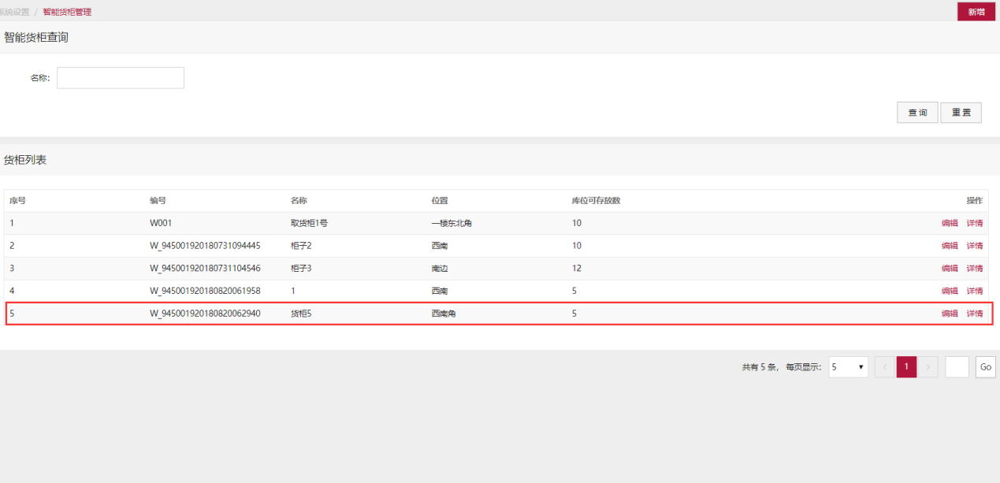 系统设置 / 智能货柜管理 新增
智能货柜查询
名称:
查 询 重 置
货柜列表
序号 编号 名称 位置 库位可存放数 操作
1 W001 取货柜1号 一楼东北角 10 编辑 详情
2 W_945001920180731094445 柜子2 西南 10 编辑 详情
3 W_945001920180731104546 柜子3 南边 12 编辑 详情
4 W_945001920180820061958 1 西南 5 编辑 详情
5 W_945001920180820062940 货柜5 西南角 5 编辑 详情
共有 5 条, 每页显示: 5 ▼ < 1 > Go